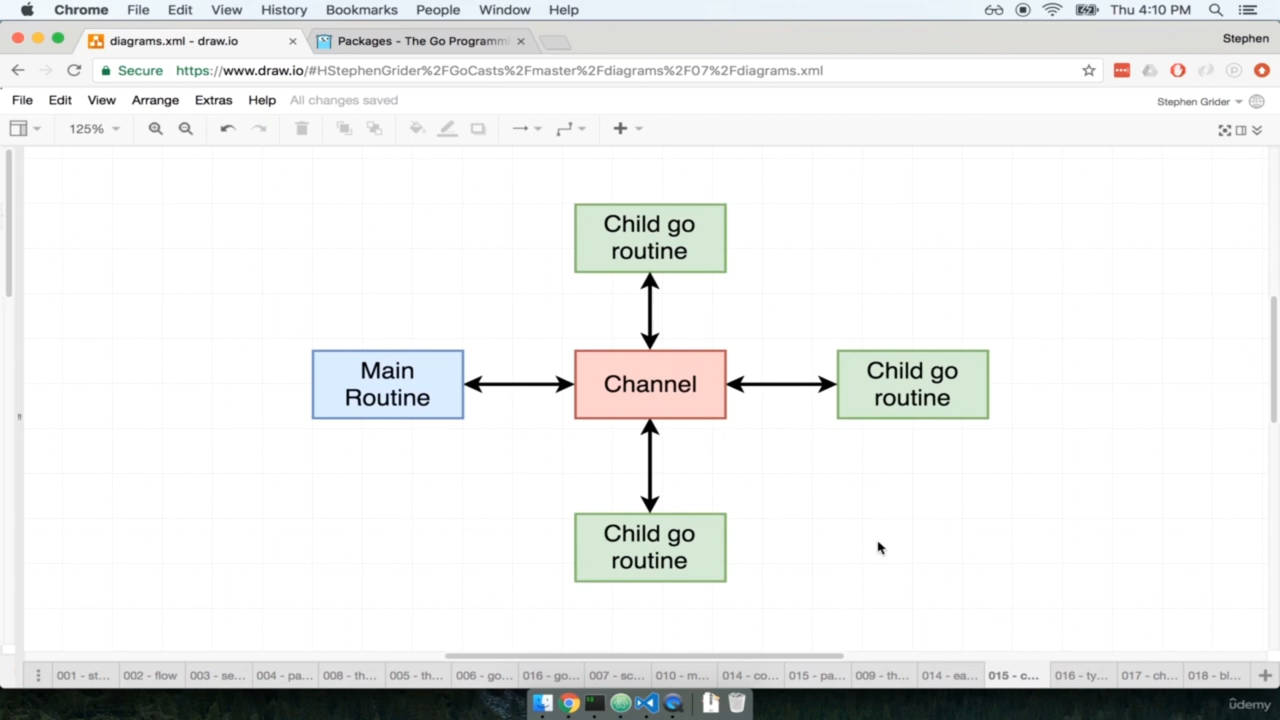 Chrome File Edit View History Bookmarks People Window Help Thu 4:10 PM
diagrams.xml - draw.io Packages - The Go Programmi Stephen
Secure https://www.draw.io/#HStephenGrider%2FGoCasts%2Fmaster%2Fdiagrams%2F07%2Fdiagrams.xml
File Edit View Arrange Extras Help All changes saved Stephen Grider
125%
Child go
routine
Main
Routine
Channel
Child go
routine
Child go
routine
001 - st... 002 - flow 003 - se... 004 - pa... 008 - th... 005 - th... 006 - go... 016 - go... 007 - sc... 010 - m... 014 - co... 015 - pa... 009 - th... 014 - ea... 015 - c... 016 - ty... 017 - ch... 018 - bl...
ûdemy